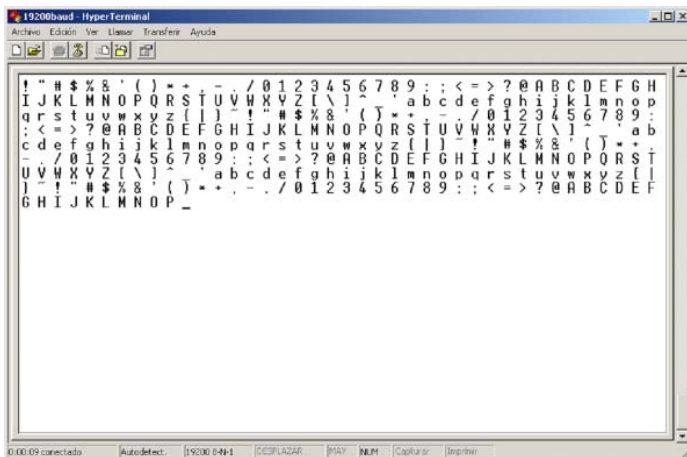 19200baud - HyperTerminal
Archivo Edición Ver Llamar Transferir Ayuda
! " # $ % & ' ( ) * + , - . / 0 1 2 3 4 5 6 7 8 9 : ; < = > ? @ A B C D E F G H
I J K L M N O P Q R S T U V W X Y Z [ \ ] ^ _ ` a b c d e f g h i j k l m n o p
q r s t u v w x y z { | } ~ ! " # $ % & ' ( ) * + , - . / 0 1 2 3 4 5 6 7 8 9 :
; < = > ? @ A B C D E F G H I J K L M N O P Q R S T U V W X Y Z [ \ ] ^ _ ` a b
c d e f g h i j k l m n o p q r s t u v w x y z { | } ~ ! " # $ % & ' ( ) * + ,
- . / 0 1 2 3 4 5 6 7 8 9 : ; < = > ? @ A B C D E F G H I J K L M N O P Q R S T
U V W X Y Z [ \ ] ^ _ ` a b c d e f g h i j k l m n o p q r s t u v w x y z { |
} ~ ! " # $ % & ' ( ) * + , - . / 0 1 2 3 4 5 6 7 8 9 : ; < = > ? @ A B C D E F
G H I J K L M N O P _
0:00:09 conectado Autodetect. 19200 8-N-1 DESPLAZAR MAY NUM Capturar Imprimir